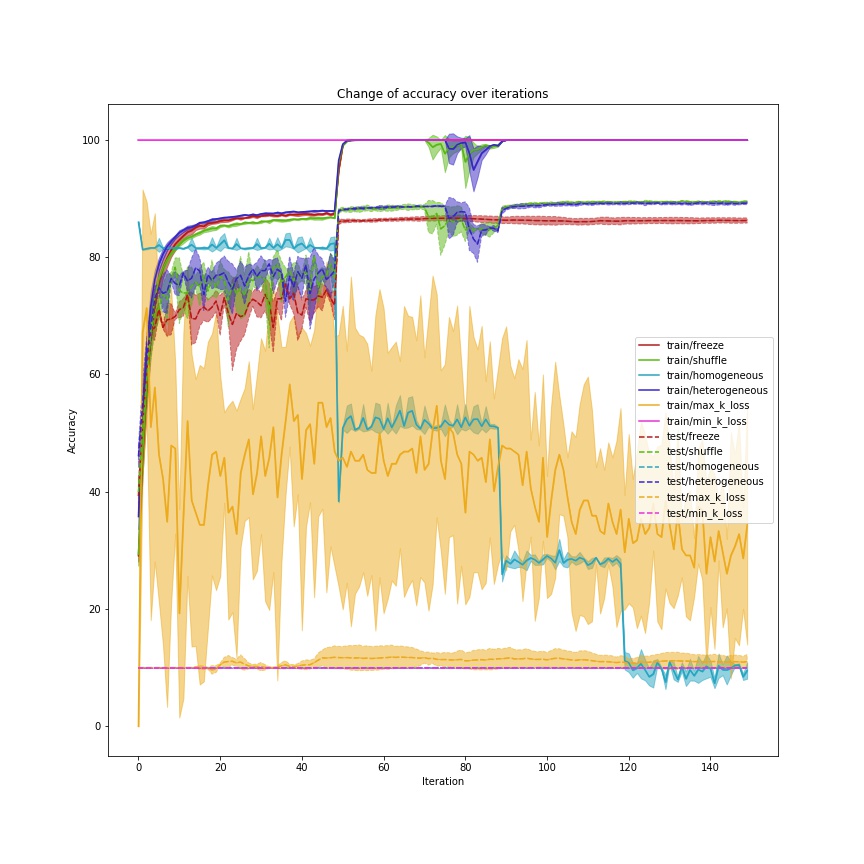 Change of accuracy over iterations
Accuracy
100
80
60
40
20
0
0 20 40 60 80 100 120 140
Iteration
train/freeze
train/shuffle
train/homogeneous
train/heterogeneous
train/max_k_loss
train/min_k_loss
test/freeze
test/shuffle
test/homogeneous
test/heterogeneous
test/max_k_loss
test/min_k_loss